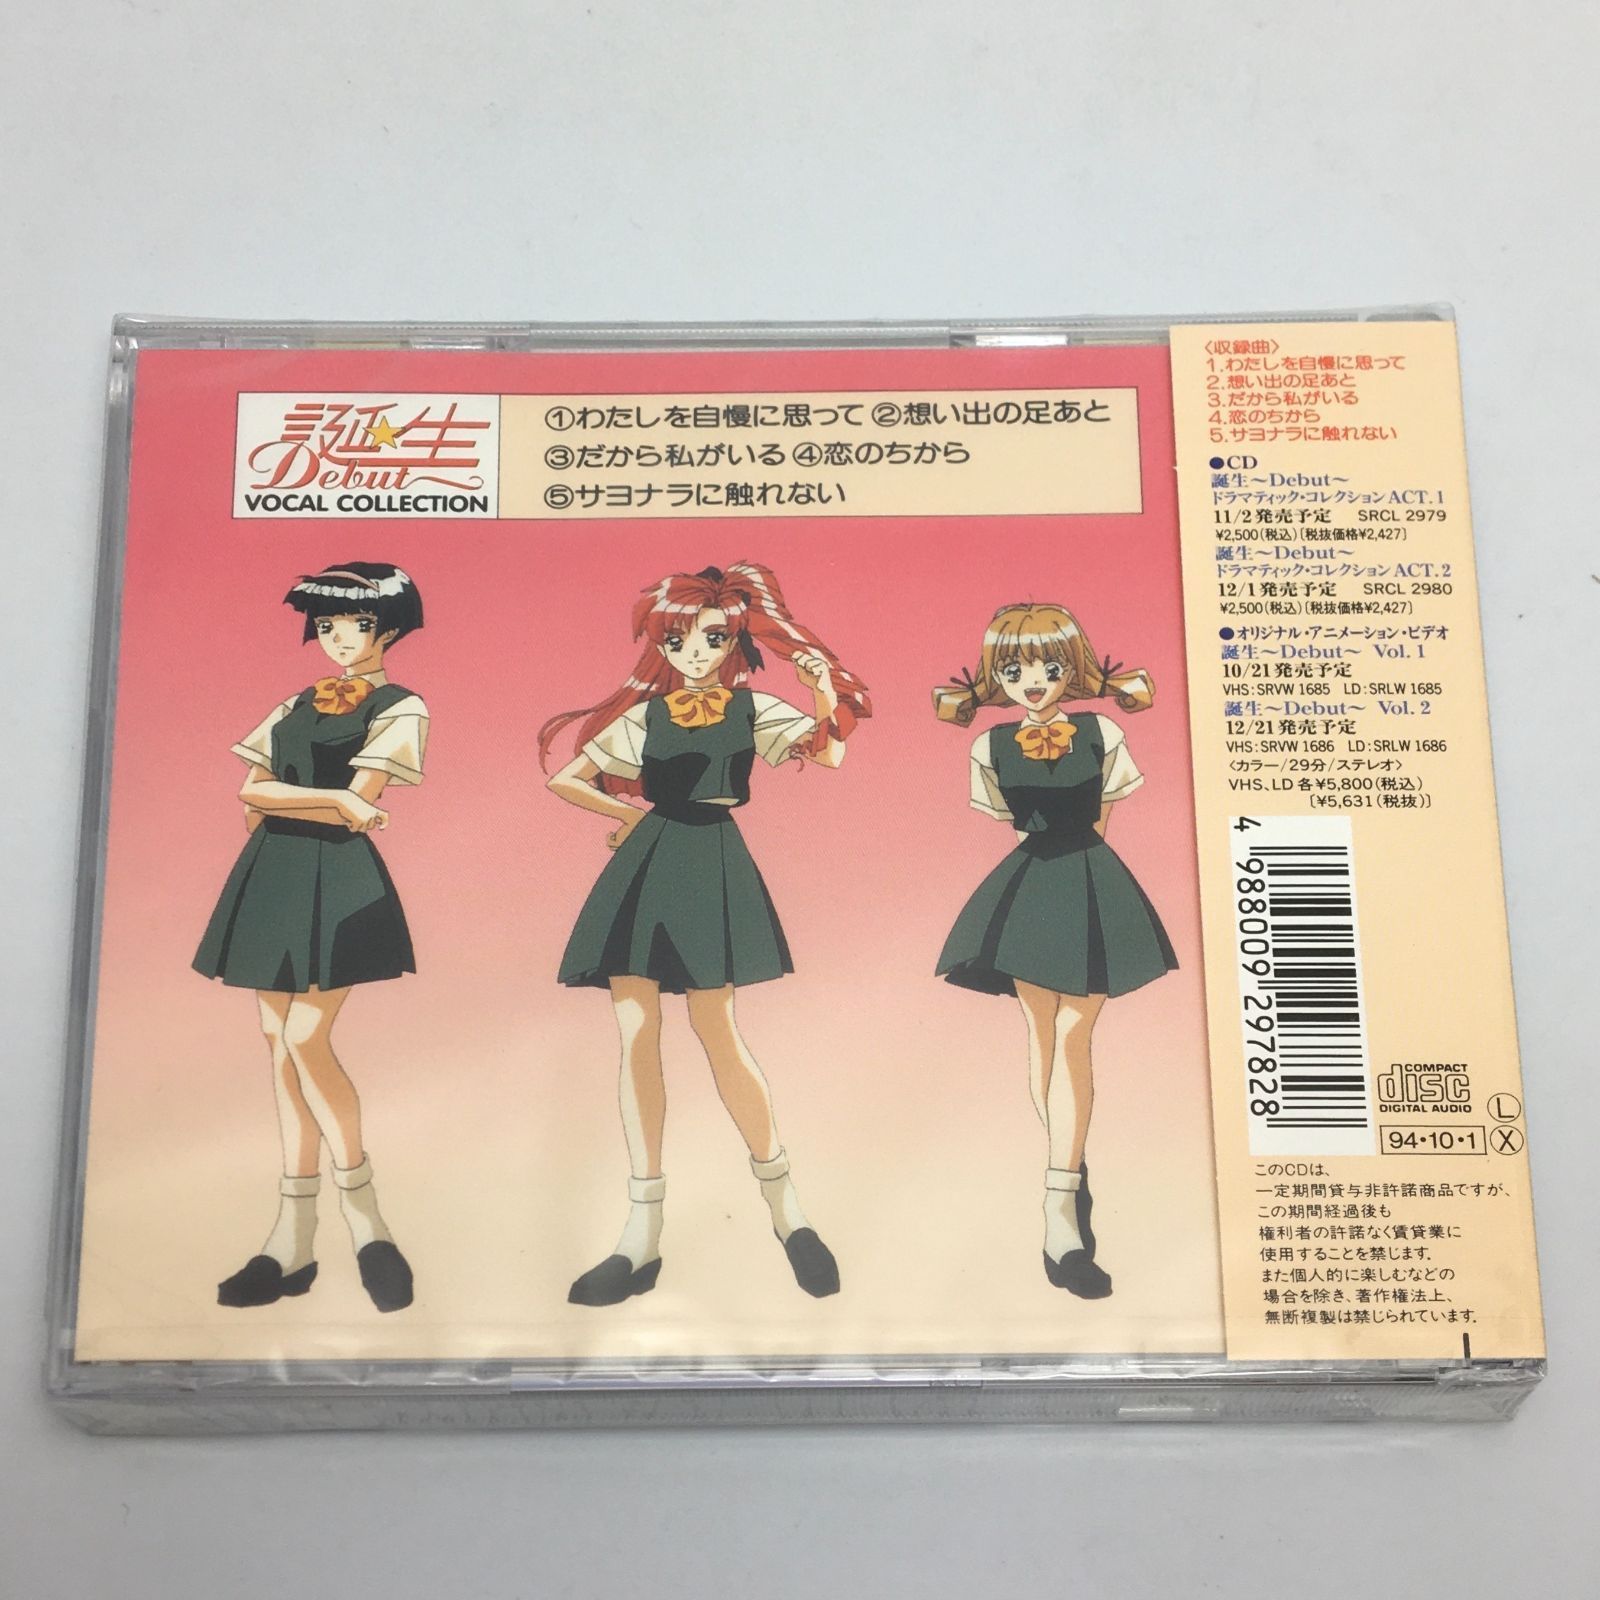 誕生
Debut
VOCAL COLLECTION
①わたしを自慢に思って ②想い出の足あと
③だから私がいる ④恋のちから
⑤サヨナラに触れない
〈収録曲〉
1.わたしを自慢に思って
2.想い出の足あと
3.だから私がいる
4.恋のちから
5.サヨナラに触れない
●CD
誕生～Debut～
ドラマティック・コレクション ACT.1
11/2発売予定 SRCL 2979
¥2,500(税込)〔税抜価格¥2,427〕
誕生～Debut～
ドラマティック・コレクション ACT.2
12/1発売予定 SRCL 2980
¥2,500(税込)〔税抜価格¥2,427〕
●オリジナル・アニメーション・ビデオ
誕生～Debut～ Vol.1
10/21発売予定
VHS:SRVW 1685 LD:SRLW 1685
誕生～Debut～ Vol.2
12/21発売予定
VHS:SRVW 1686 LD:SRLW 1686
〈カラー/29分/ステレオ〉
VHS、LD 各¥5,800(税込)
〔¥5,631(税抜)〕
4 988009 297828
COMPACT
disc
DIGITAL AUDIO
Ⓛ
94・10・1 Ⓧ
このCDは、
一定期間貸与非許諾商品ですが、
この期間経過後も
権利者の許諾なく賃貸業に
使用することを禁じます。
また個人的に楽しむなどの
場合を除き、著作権法上、
無断複製は禁じられています。